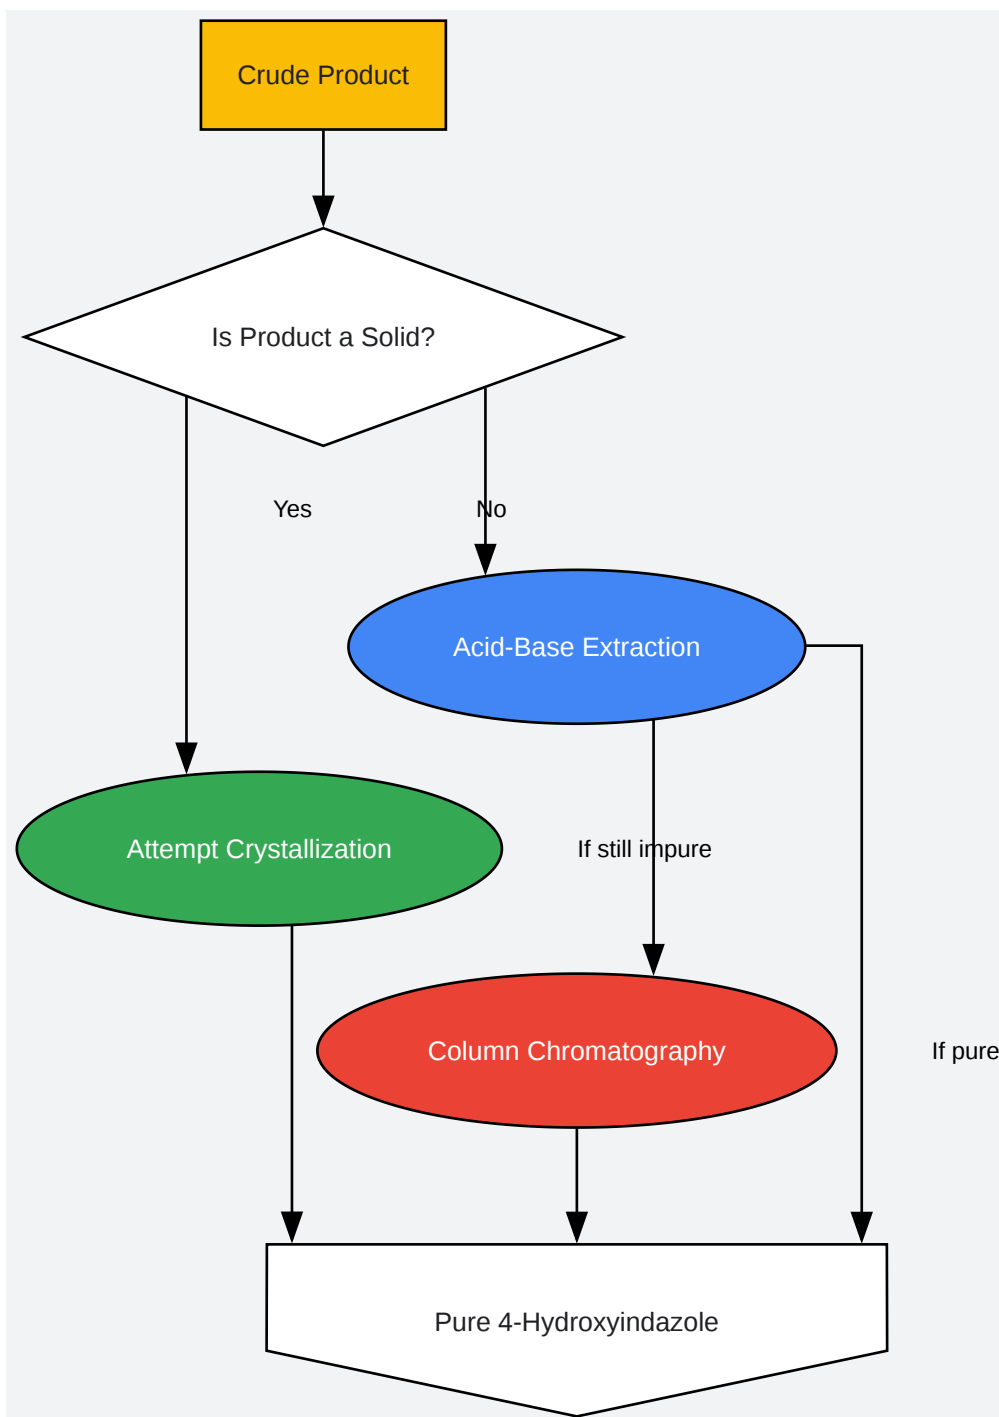 Crude Product
Is Product a Solid?
Yes
No
Acid-Base Extraction
Attempt Crystallization
If still impure
Column Chromatography
If pure
Pure 4-Hydroxyindazole